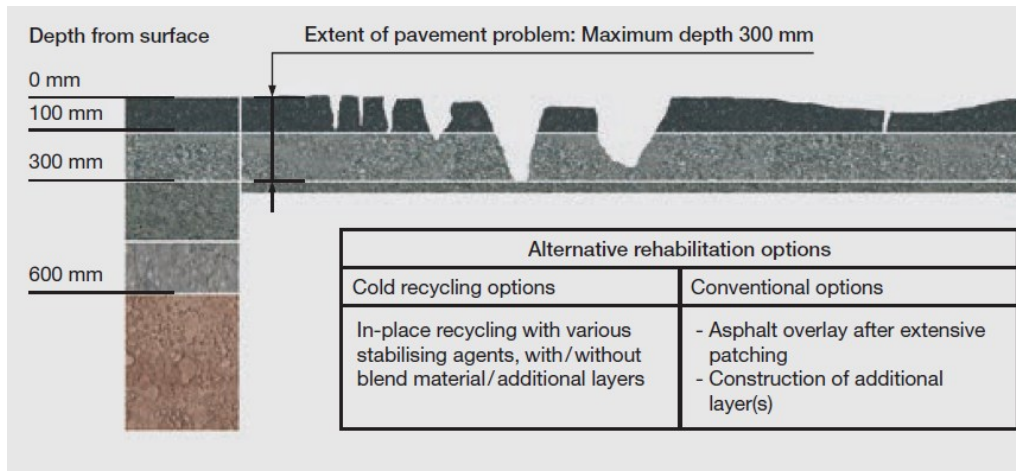 Depth from surface
Extent of pavement problem: Maximum depth 300 mm
0 mm
100 mm
300 mm
600 mm
Alternative rehabilitation options
Cold recycling options
Conventional options
In-place recycling with various
stabilising agents, with/without
blend material/additional layers
- Asphalt overlay after extensive
patching
- Construction of additional
layer(s)